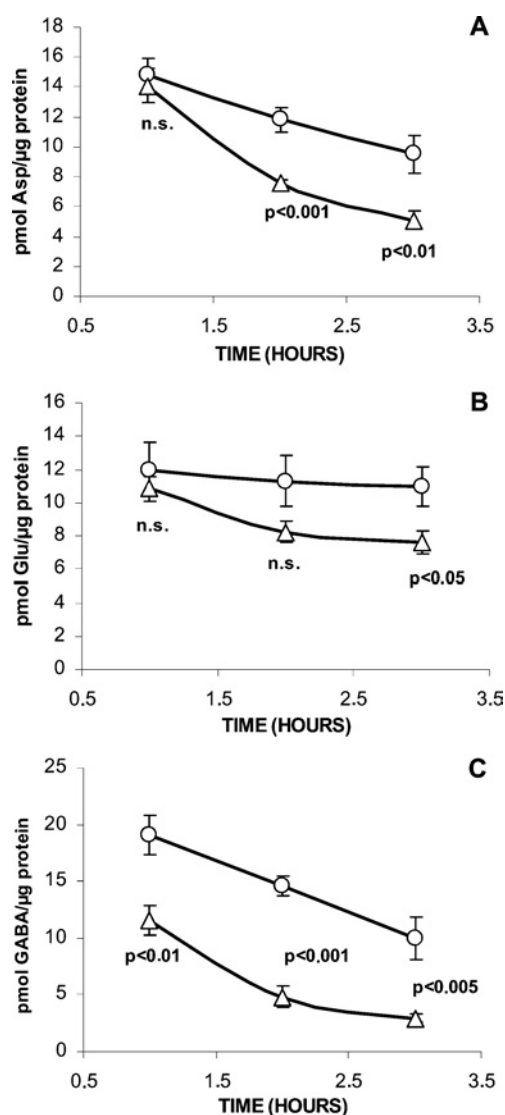 A
pmol Asp/µg protein
18
16
14
12
10
8
6
4
2
0
n.s.
p<0.001
p<0.01
0.5 1.5 2.5 3.5
TIME (HOURS)
B
pmol Glu/µg protein
16
14
12
10
8
6
4
2
0
n.s.
n.s.
p<0.05
0.5 1.5 2.5 3.5
TIME (HOURS)
C
pmol GABA/µg protein
25
20
15
10
5
0
p<0.01
p<0.001
p<0.005
0.5 1.5 2.5 3.5
TIME (HOURS)